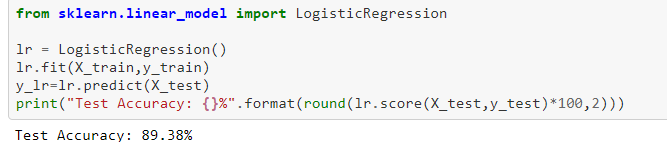 from sklearn.linear_model import LogisticRegression
lr = LogisticRegression()
lr.fit(X_train,y_train)
y_lr=lr.predict(X_test)
print("Test Accuracy: {}%".format(round(lr.score(X_test,y_test)*100,2)))
Test Accuracy: 89.38%